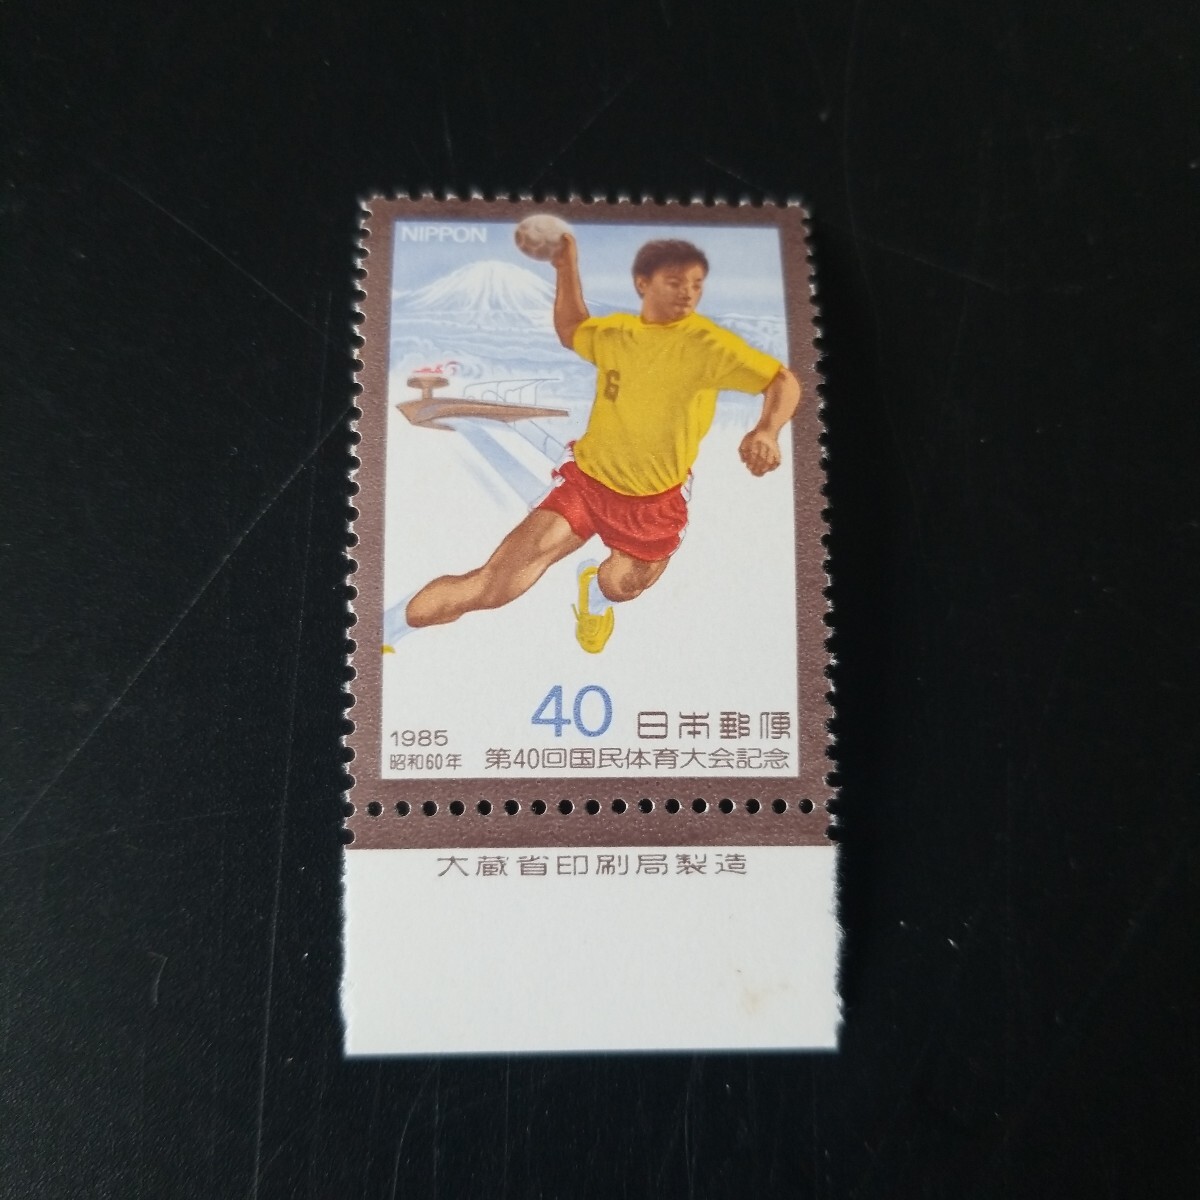 NIPPON
6
40 日本郵便
1985
昭和60年 第40回国民体育大会記念
大蔵省印刷局製造